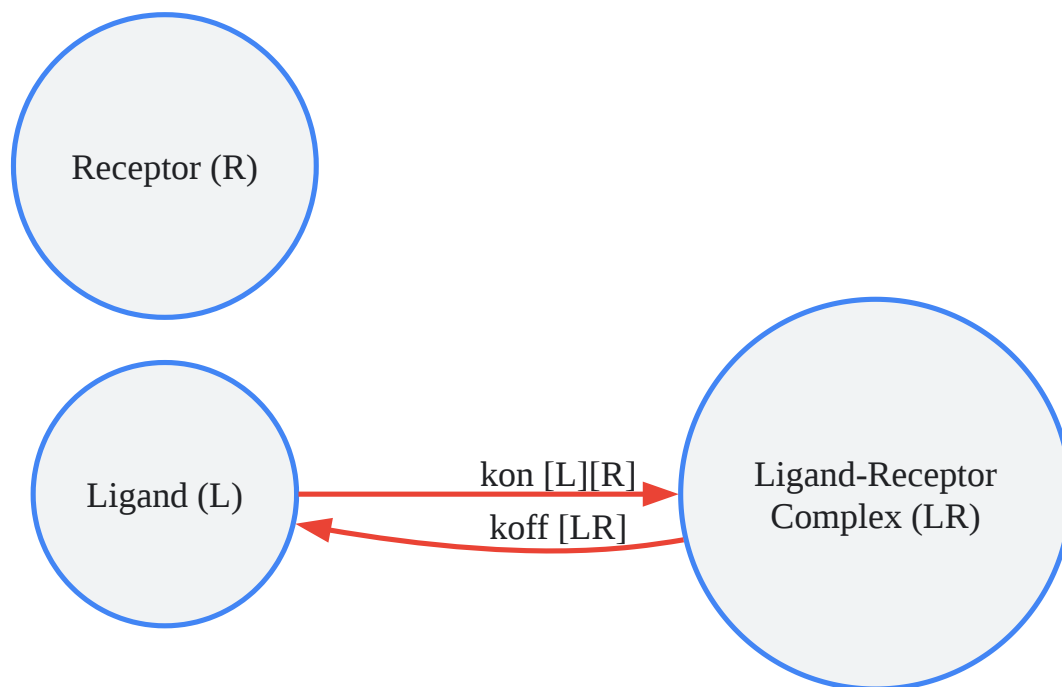 Receptor (R)
Ligand (L)
kon [L][R]
koff [LR]
Ligand-Receptor
Complex (LR)